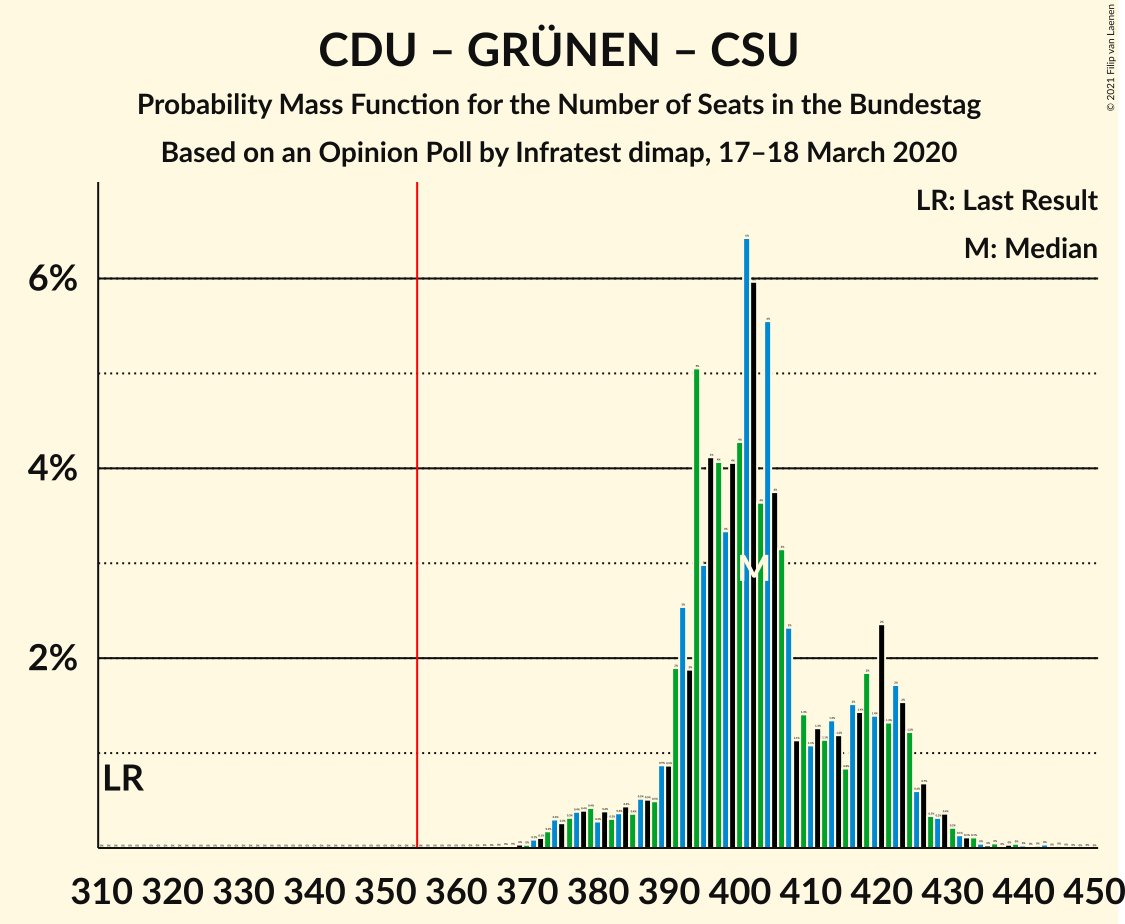 CDU – GRÜNEN – CSU
Probability Mass Function for the Number of Seats in the Bundestag
Based on an Opinion Poll by Infratest dimap, 17–18 March 2020
© 2021 Filip van Laenen
LR: Last Result
M: Median
6%
4%
2%
M
LR
310 320 330 340 350 360 370 380 390 400 410 420 430 440 450